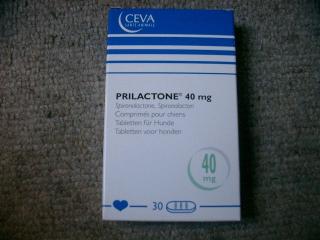 CEVA
SANTE ANIMALE
PRILACTONE® 40 mg
Spironolactone, Spironolacton
Comprimés pour chiens
Tabletten für Hunde
Tabletten voor honden
40
mg
30